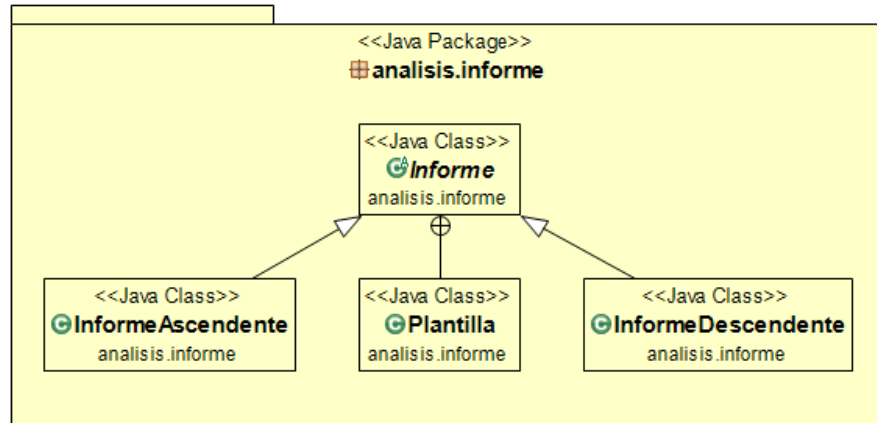 <<Java Package>>
analisis.informe
<<Java Class>>
Informe
analisis.informe
<<Java Class>>
InformeAscendente
analisis.informe
<<Java Class>>
Plantilla
analisis.informe
<<Java Class>>
InformeDescendente
analisis.informe